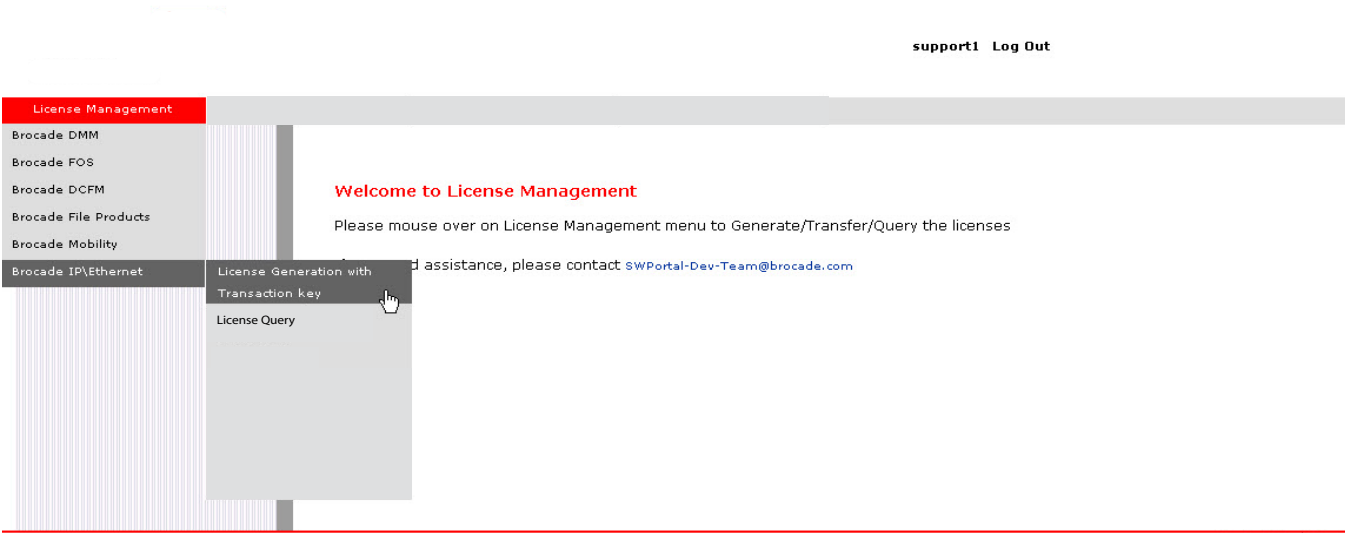 support1 Log Out
License Management
Brocade DMM
Brocade FOS
Brocade DCFM
Brocade File Products
Brocade Mobility
Brocade IP\Ethernet
License Generation with
Transaction key
License Query
Welcome to License Management
Please mouse over on License Management menu to Generate/Transfer/Query the licenses
assistance, please contact SWPortal-Dev-Team@brocade.com